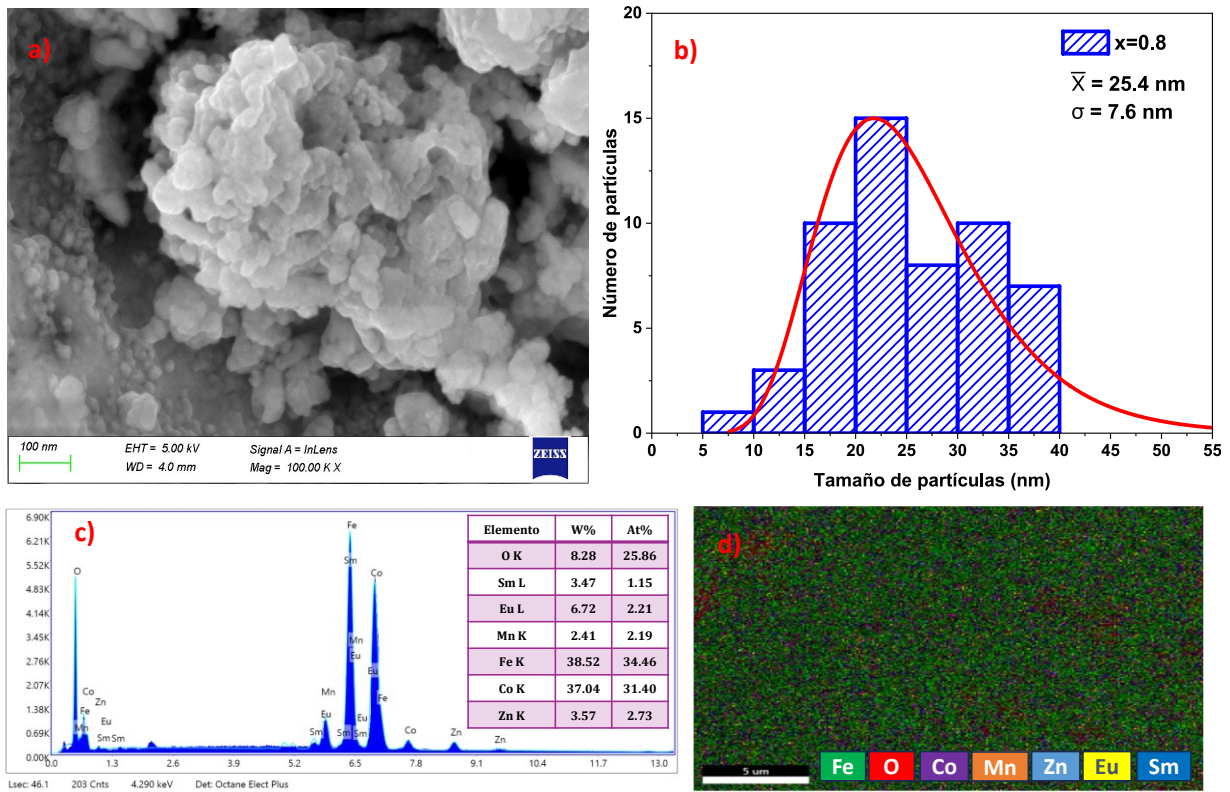 a)
100 nm
EHT = 5.00 kV
Signal A = InLens
WD = 4.0 mm
Mag = 100.00 K X
ZEISS
b)
x=0.8
X̄ = 25.4 nm
σ = 7.6 nm
Número de partículas
20
15
10
5
0
0 5 10 15 20 25 30 35 40 45 50 55
Tamaño de partículas (nm)
c)
6.90K
6.21K
5.52K
4.83K
4.14K
3.45K
2.76K
2.07K
1.38K
0.69K
0.00K
O
Co
Zn
Fe
Eu
Mn
Sm Sm
Fe
Sm
Mn
Eu
Mn
Sm
Sm
Eu
Sm
Co
Eu
Fe
Co
Zn
Zn
0.0 1.3 2.6 3.9 5.2 6.5 7.8 9.1 10.4 11.7 13.0
Lsec: 46.1 203 Cnts 4.290 keV Det: Octane Elect Plus
Elemento W% At%
O K 8.28 25.86
Sm L 3.47 1.15
Eu L 6.72 2.21
Mn K 2.41 2.19
Fe K 38.52 34.46
Co K 37.04 31.40
Zn K 3.57 2.73
d)
5 um
Fe O Co Mn Zn Eu Sm